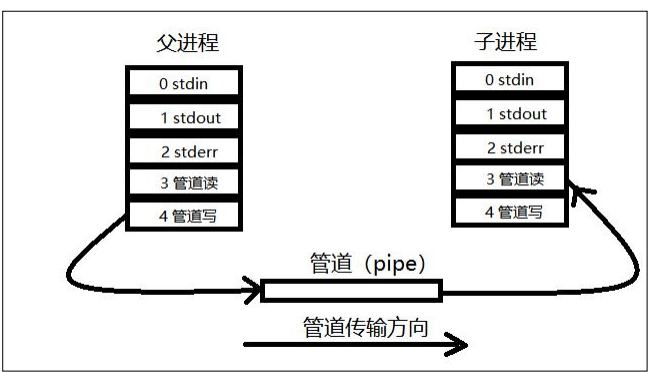 父进程
0 stdin
1 stdout
2 stderr
3 管道读
4 管道写
子进程
0 stdin
1 stdout
2 stderr
3 管道读
4 管道写
管道（pipe）
管道传输方向